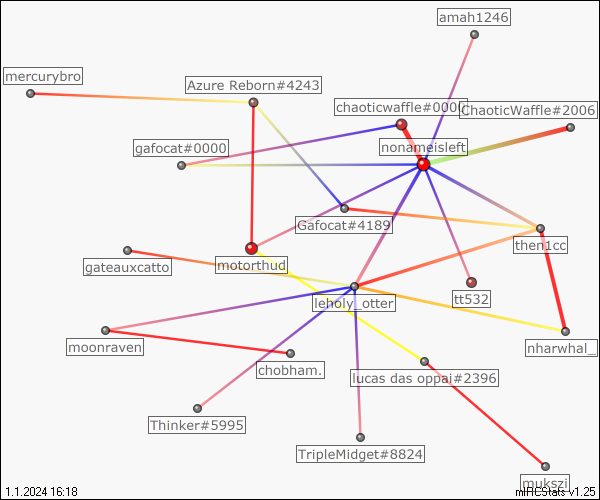 amah1246
mercurybro
Azure Reborn#4243
chaoticwaffle#0000
ChaoticWaffle#2006
gafocat#0000
nonameisleft
Gafocat#4189
then1cc
gateauxcatto
motorthud
leholy_otter
tt532
moonraven
nharwhal_
chobham.
lucas das oppai#2396
Thinker#5995
TripleMidget#8824
mukszi
1.1.2024 16:18
mIRCStats v1.25